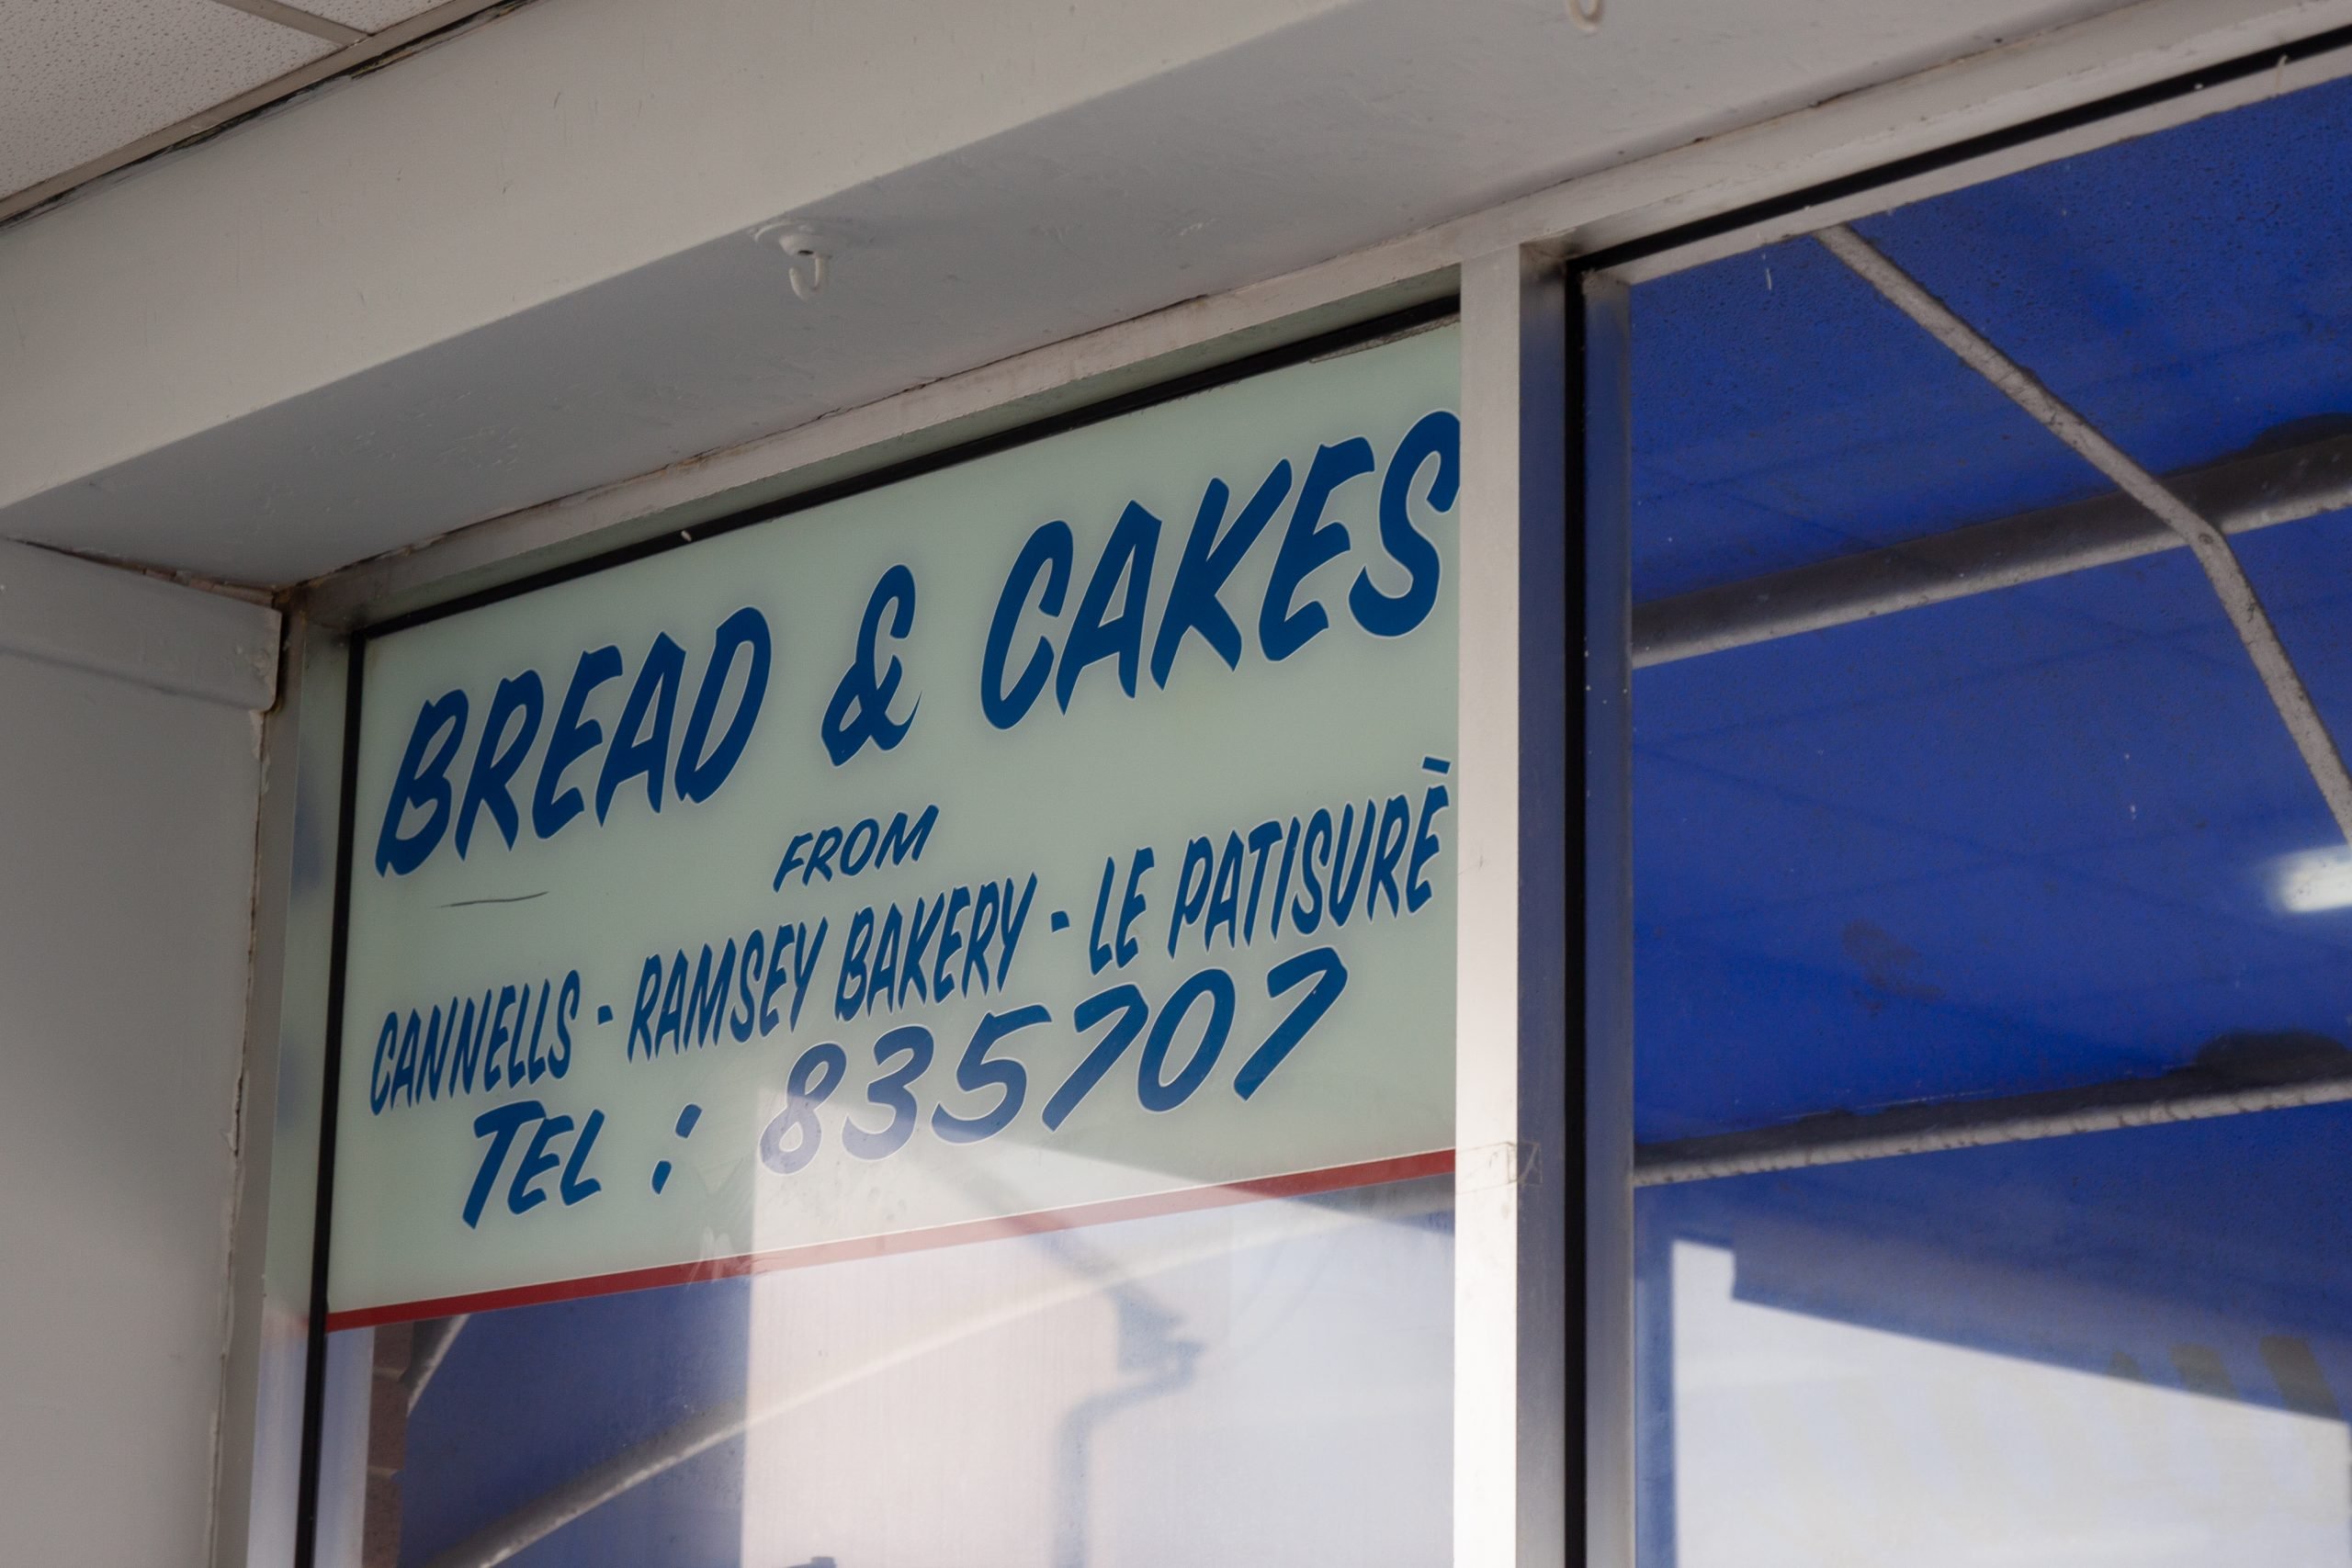 BREAD & CAKES
FROM
CANNELLS - RAMSEY BAKERY - LE PATISURÈ
TEL : 835707